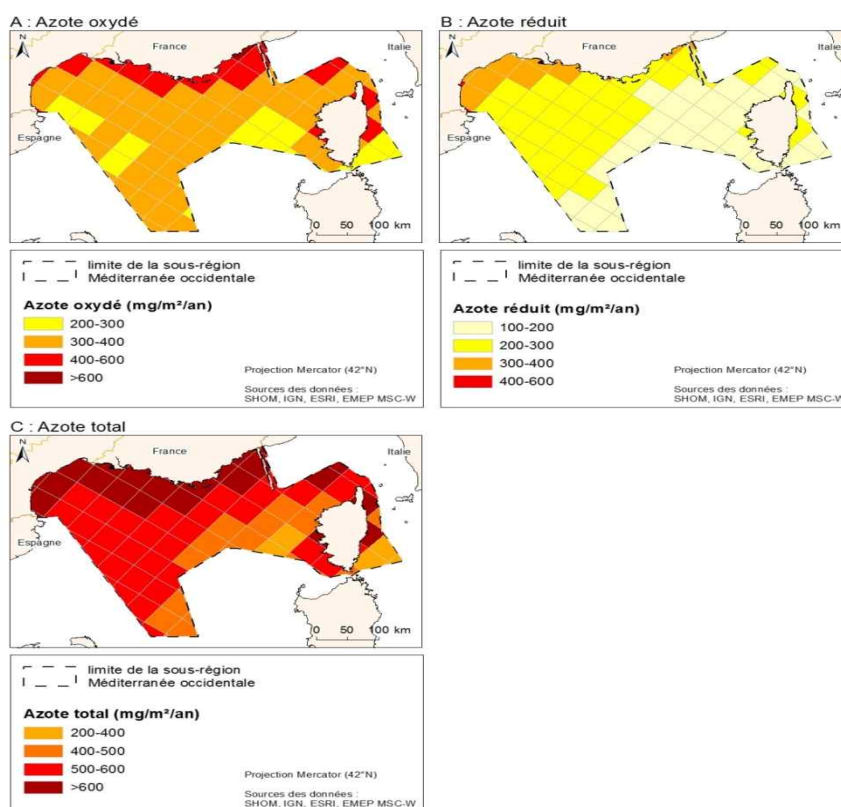 A : Azote oxydé
N
France
Italie
Espagne
0 50 100 km
limite de la sous-région
Méditerranée occidentale
Azote oxydé (mg/m²/an)
200-300
300-400
400-600
>600
Projection Mercator (42°N)
Sources des données :
SHOM, IGN, ESRI, EMEP MSC-W
B : Azote réduit
N
France
Italie
Espagne
0 50 100 km
limite de la sous-région
Méditerranée occidentale
Azote réduit (mg/m²/an)
100-200
200-300
300-400
400-600
Projection Mercator (42°N)
Sources des données :
SHOM, IGN, ESRI, EMEP MSC-W
C : Azote total
N
France
Italie
Espagne
0 50 100 km
limite de la sous-région
Méditerranée occidentale
Azote total (mg/m²/an)
200-400
400-500
500-600
>600
Projection Mercator (42°N)
Sources des données :
SHOM, IGN, ESRI, EMEP MSC-W